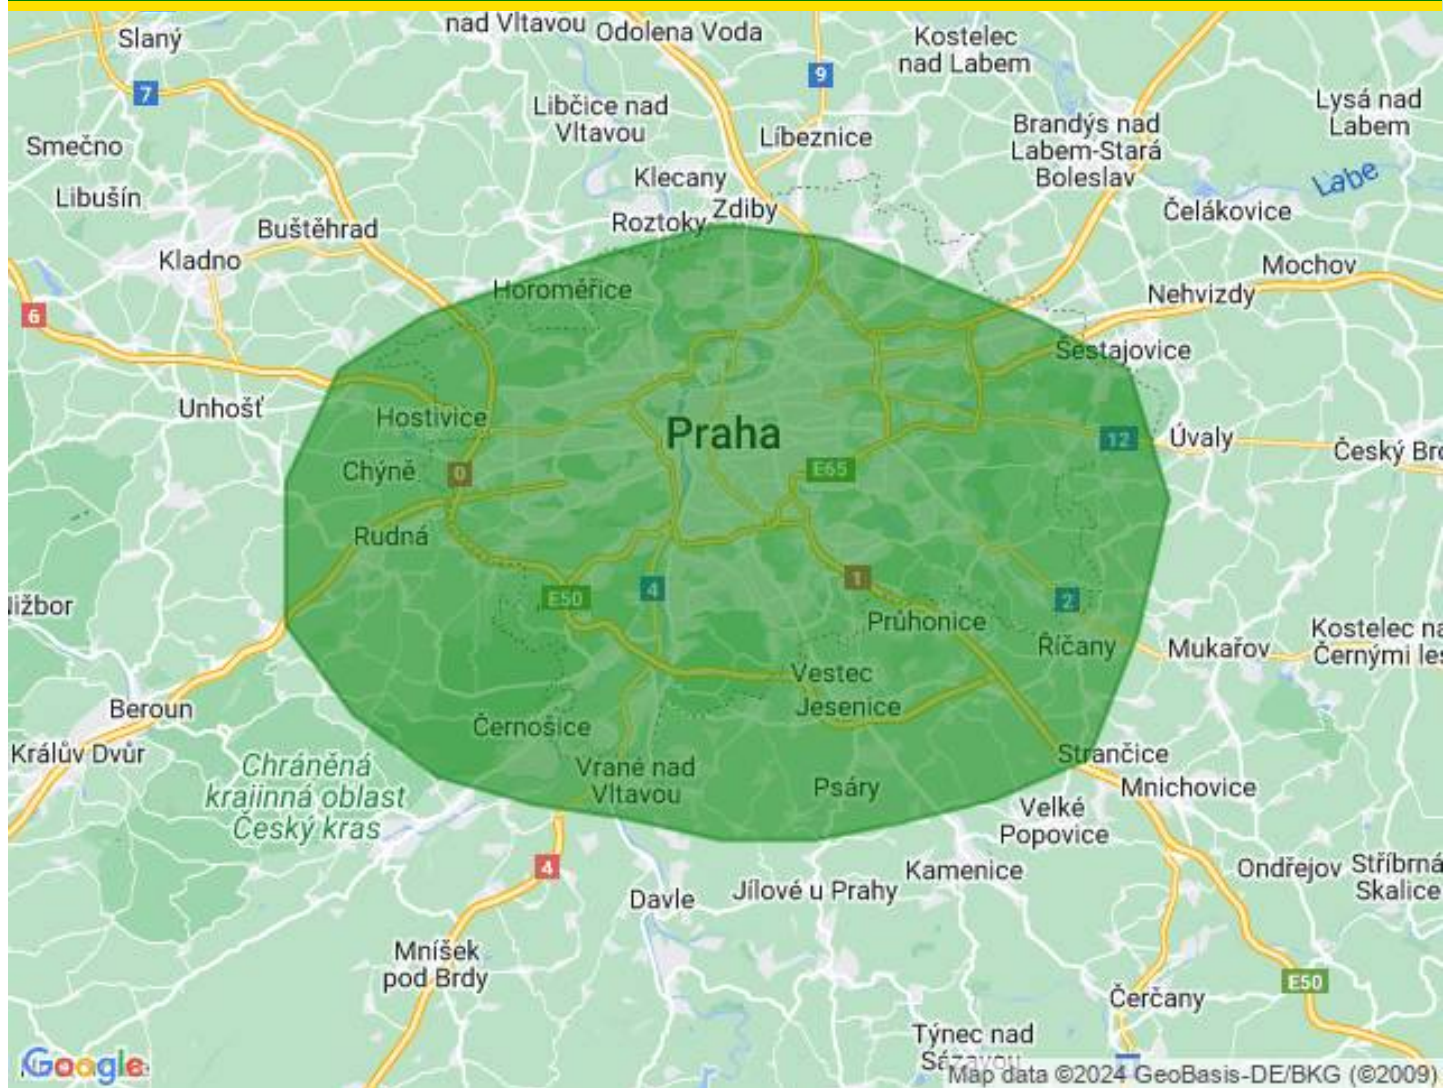 nad Vltavou
Odolena Voda
Slaný
Kostelec
nad Labem
9
7
Lysá nad
Labem
Libčice nad
Vltavou
Líbeznice
Brandýs nad
Labem-Stará
Boleslav
Smečno
Klecany
Labe
Libušín
Zdiby
Čelákovice
Roztoky
Buštěhrad
Kladno
Mochov
Horoměřice
Nehvizdy
6
Šestajovice
Unhošť
Hostivice
Praha
12
Úvaly
Český Bro
Chýně
0
E65
Rudná
1
4
E50
2
Nižbor
Průhonice
Kostelec na
Černými les
Říčany
Mukařov
Vestec
Jesenice
Beroun
Černošice
Králův Dvůr
Strančice
Chráněná
krajinná oblast
Český kras
Vrané nad
Vltavou
Psáry
Mnichovice
Velké
Popovice
4
Kamenice
Ondřejov
Stříbrná
Skalice
Davle
Jílové u Prahy
Mníšek
pod Brdy
E50
Čerčany
Týnec nad
Sázavou
Google
Map data ©2024 GeoBasis-DE/BKG (©2009)